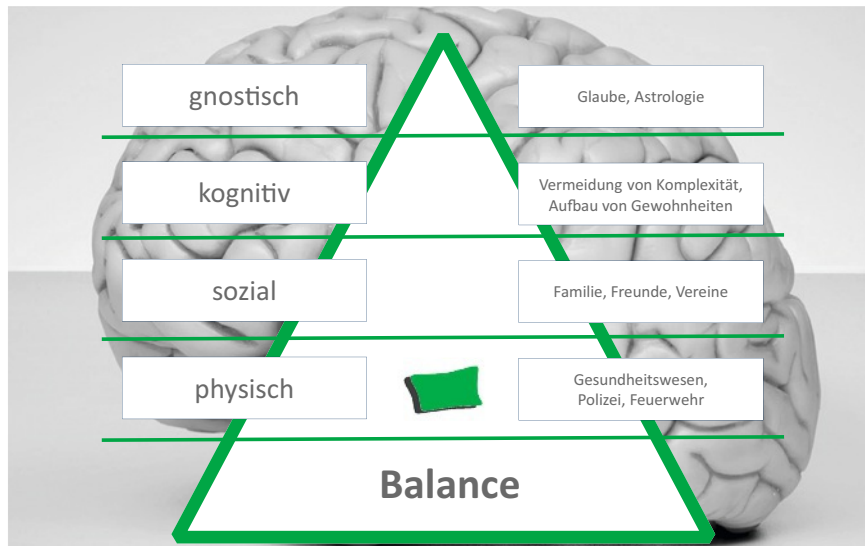 gnostisch
Glaube, Astrologie
kognitiv
Vermeidung von Komplexität,
Aufbau von Gewohnheiten
sozial
Familie, Freunde, Vereine
physisch
Gesundheitswesen,
Polizei, Feuerwehr
Balance